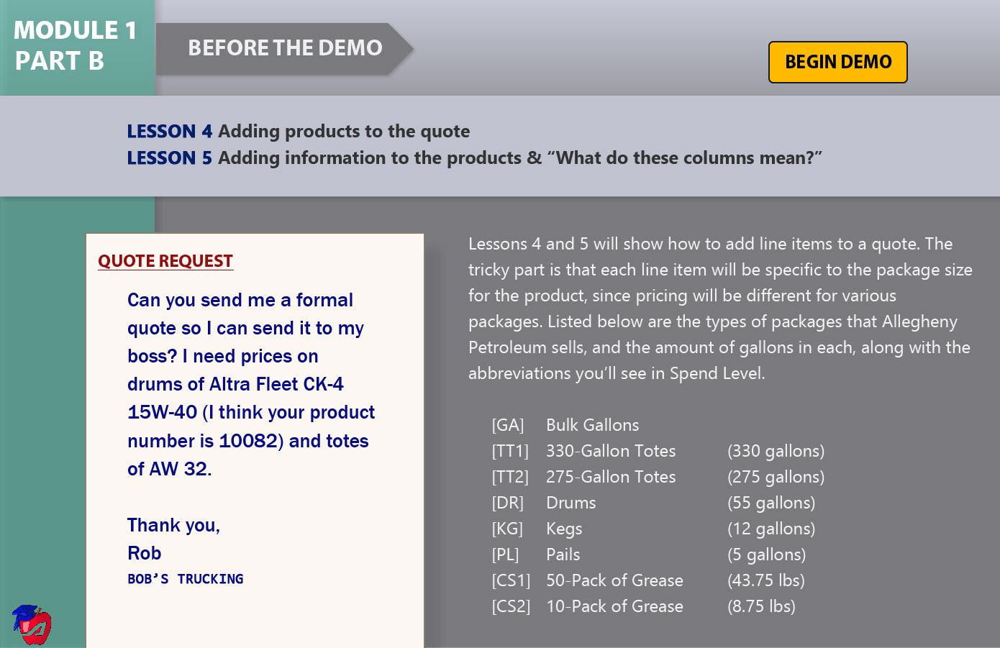 MODULE 1
PART B
BEFORE THE DEMO
BEGIN DEMO
LESSON 4 Adding products to the quote
LESSON 5 Adding information to the products & “What do these columns mean?”
QUOTE REQUEST
Can you send me a formal
quote so I can send it to my
boss? I need prices on
drums of Altra Fleet CK-4
15W-40 (I think your product
number is 10082) and totes
of AW 32.
Thank you,
Rob
BOB’S TRUCKING
Lessons 4 and 5 will show how to add line items to a quote. The
tricky part is that each line item will be specific to the package size
for the product, since pricing will be different for various
packages. Listed below are the types of packages that Allegheny
Petroleum sells, and the amount of gallons in each, along with the
abbreviations you’ll see in Spend Level.
[GA] Bulk Gallons
[TT1] 330-Gallon Totes (330 gallons)
[TT2] 275-Gallon Totes (275 gallons)
[DR] Drums (55 gallons)
[KG] Kegs (12 gallons)
[PL] Pails (5 gallons)
[CS1] 50-Pack of Grease (43.75 lbs)
[CS2] 10-Pack of Grease (8.75 lbs)